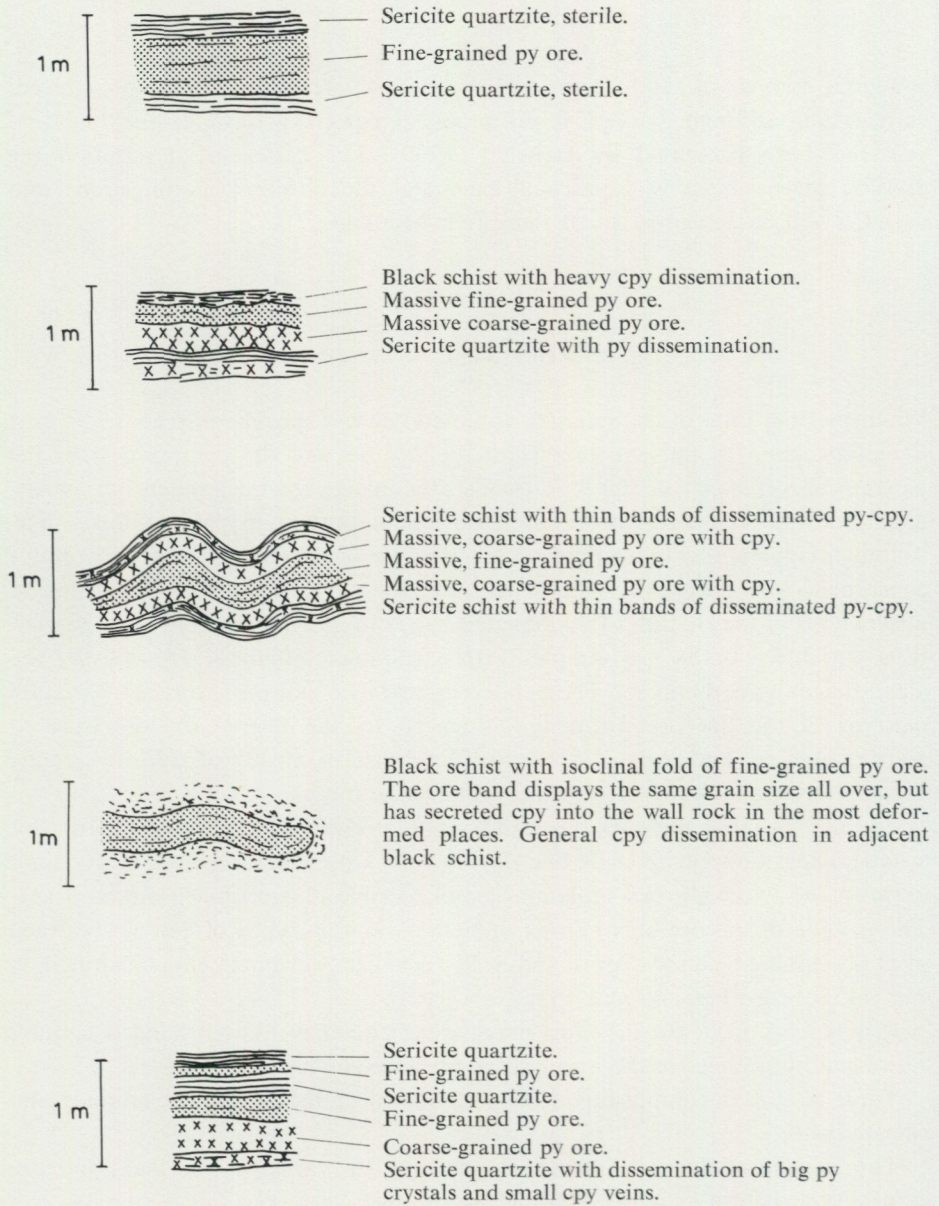 1 m
Sericite quartzite, sterile.
Fine-grained py ore.
Sericite quartzite, sterile.
1 m
Black schist with heavy cpy dissemination.
Massive fine-grained py ore.
Massive coarse-grained py ore.
Sericite quartzite with py dissemination.
1 m
Sericite schist with thin bands of disseminated py-cpy.
Massive, coarse-grained py ore with cpy.
Massive, fine-grained py ore.
Massive, coarse-grained py ore with cpy.
Sericite schist with thin bands of disseminated py-cpy.
1m
Black schist with isoclinal fold of fine-grained py ore.
The ore band displays the same grain size all over, but
has secreted cpy into the wall rock in the most defor-
med places. General cpy dissemination in adjacent
black schist.
1 m
Sericite quartzite.
Fine-grained py ore.
Sericite quartzite.
Fine-grained py ore.
Coarse-grained py ore.
Sericite quartzite with dissemination of big py
crystals and small cpy veins.